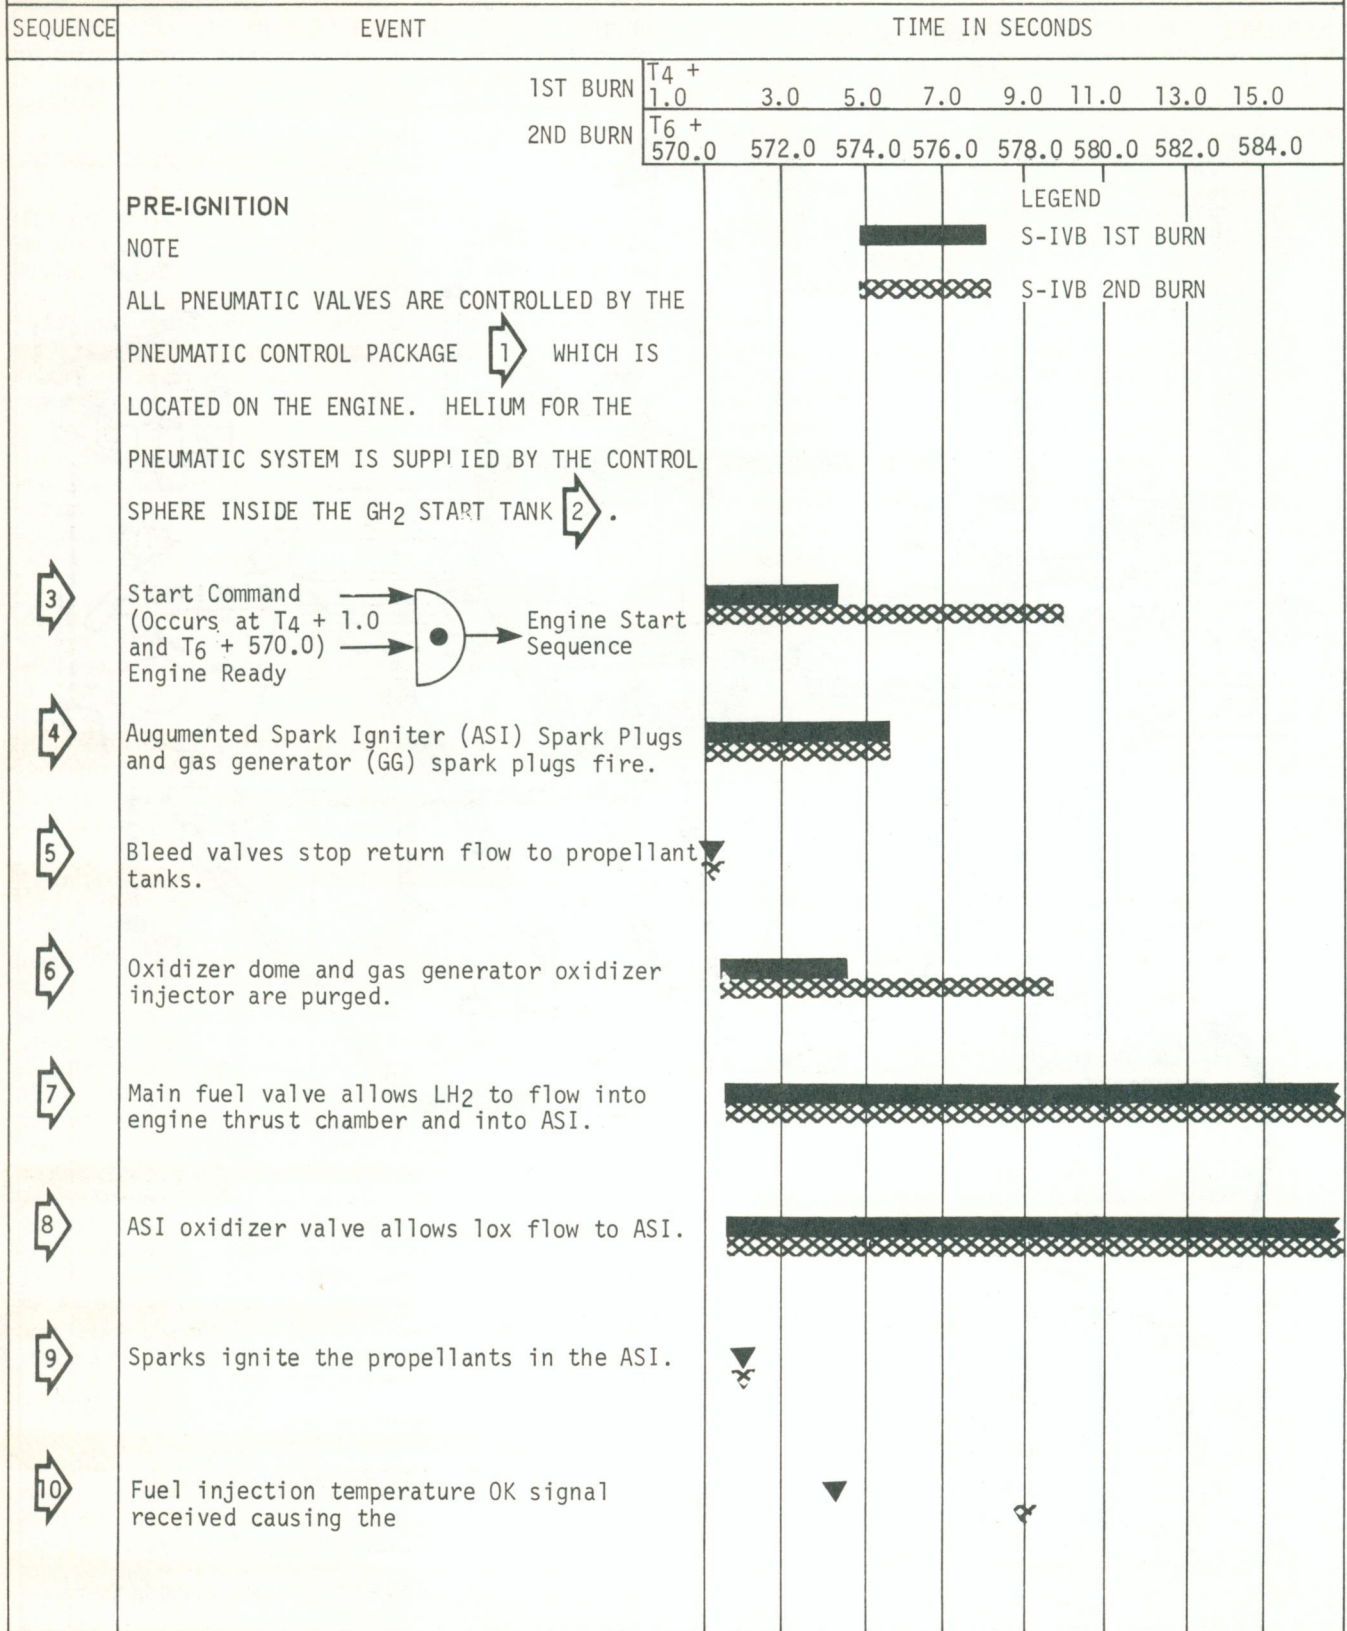 SEQUENCE EVENT TIME IN SECONDS
1ST BURN T4 + 1.0 3.0 5.0 7.0 9.0 11.0 13.0 15.0
2ND BURN T6 + 570.0 572.0 574.0 576.0 578.0 580.0 582.0 584.0
PRE-IGNITION
LEGEND
NOTE
S-IVB 1ST BURN
S-IVB 2ND BURN
ALL PNEUMATIC VALVES ARE CONTROLLED BY THE
PNEUMATIC CONTROL PACKAGE 1 WHICH IS
LOCATED ON THE ENGINE. HELIUM FOR THE
PNEUMATIC SYSTEM IS SUPPLIED BY THE CONTROL
SPHERE INSIDE THE GH2 START TANK 2.
3 Start Command
(Occurs at T4 + 1.0
and T6 + 570.0)
Engine Ready
Engine Start
Sequence
4 Augumented Spark Igniter (ASI) Spark Plugs
and gas generator (GG) spark plugs fire.
5 Bleed valves stop return flow to propellant
tanks.
6 Oxidizer dome and gas generator oxidizer
injector are purged.
7 Main fuel valve allows LH2 to flow into
engine thrust chamber and into ASI.
8 ASI oxidizer valve allows lox flow to ASI.
9 Sparks ignite the propellants in the ASI.
10 Fuel injection temperature OK signal
received causing the